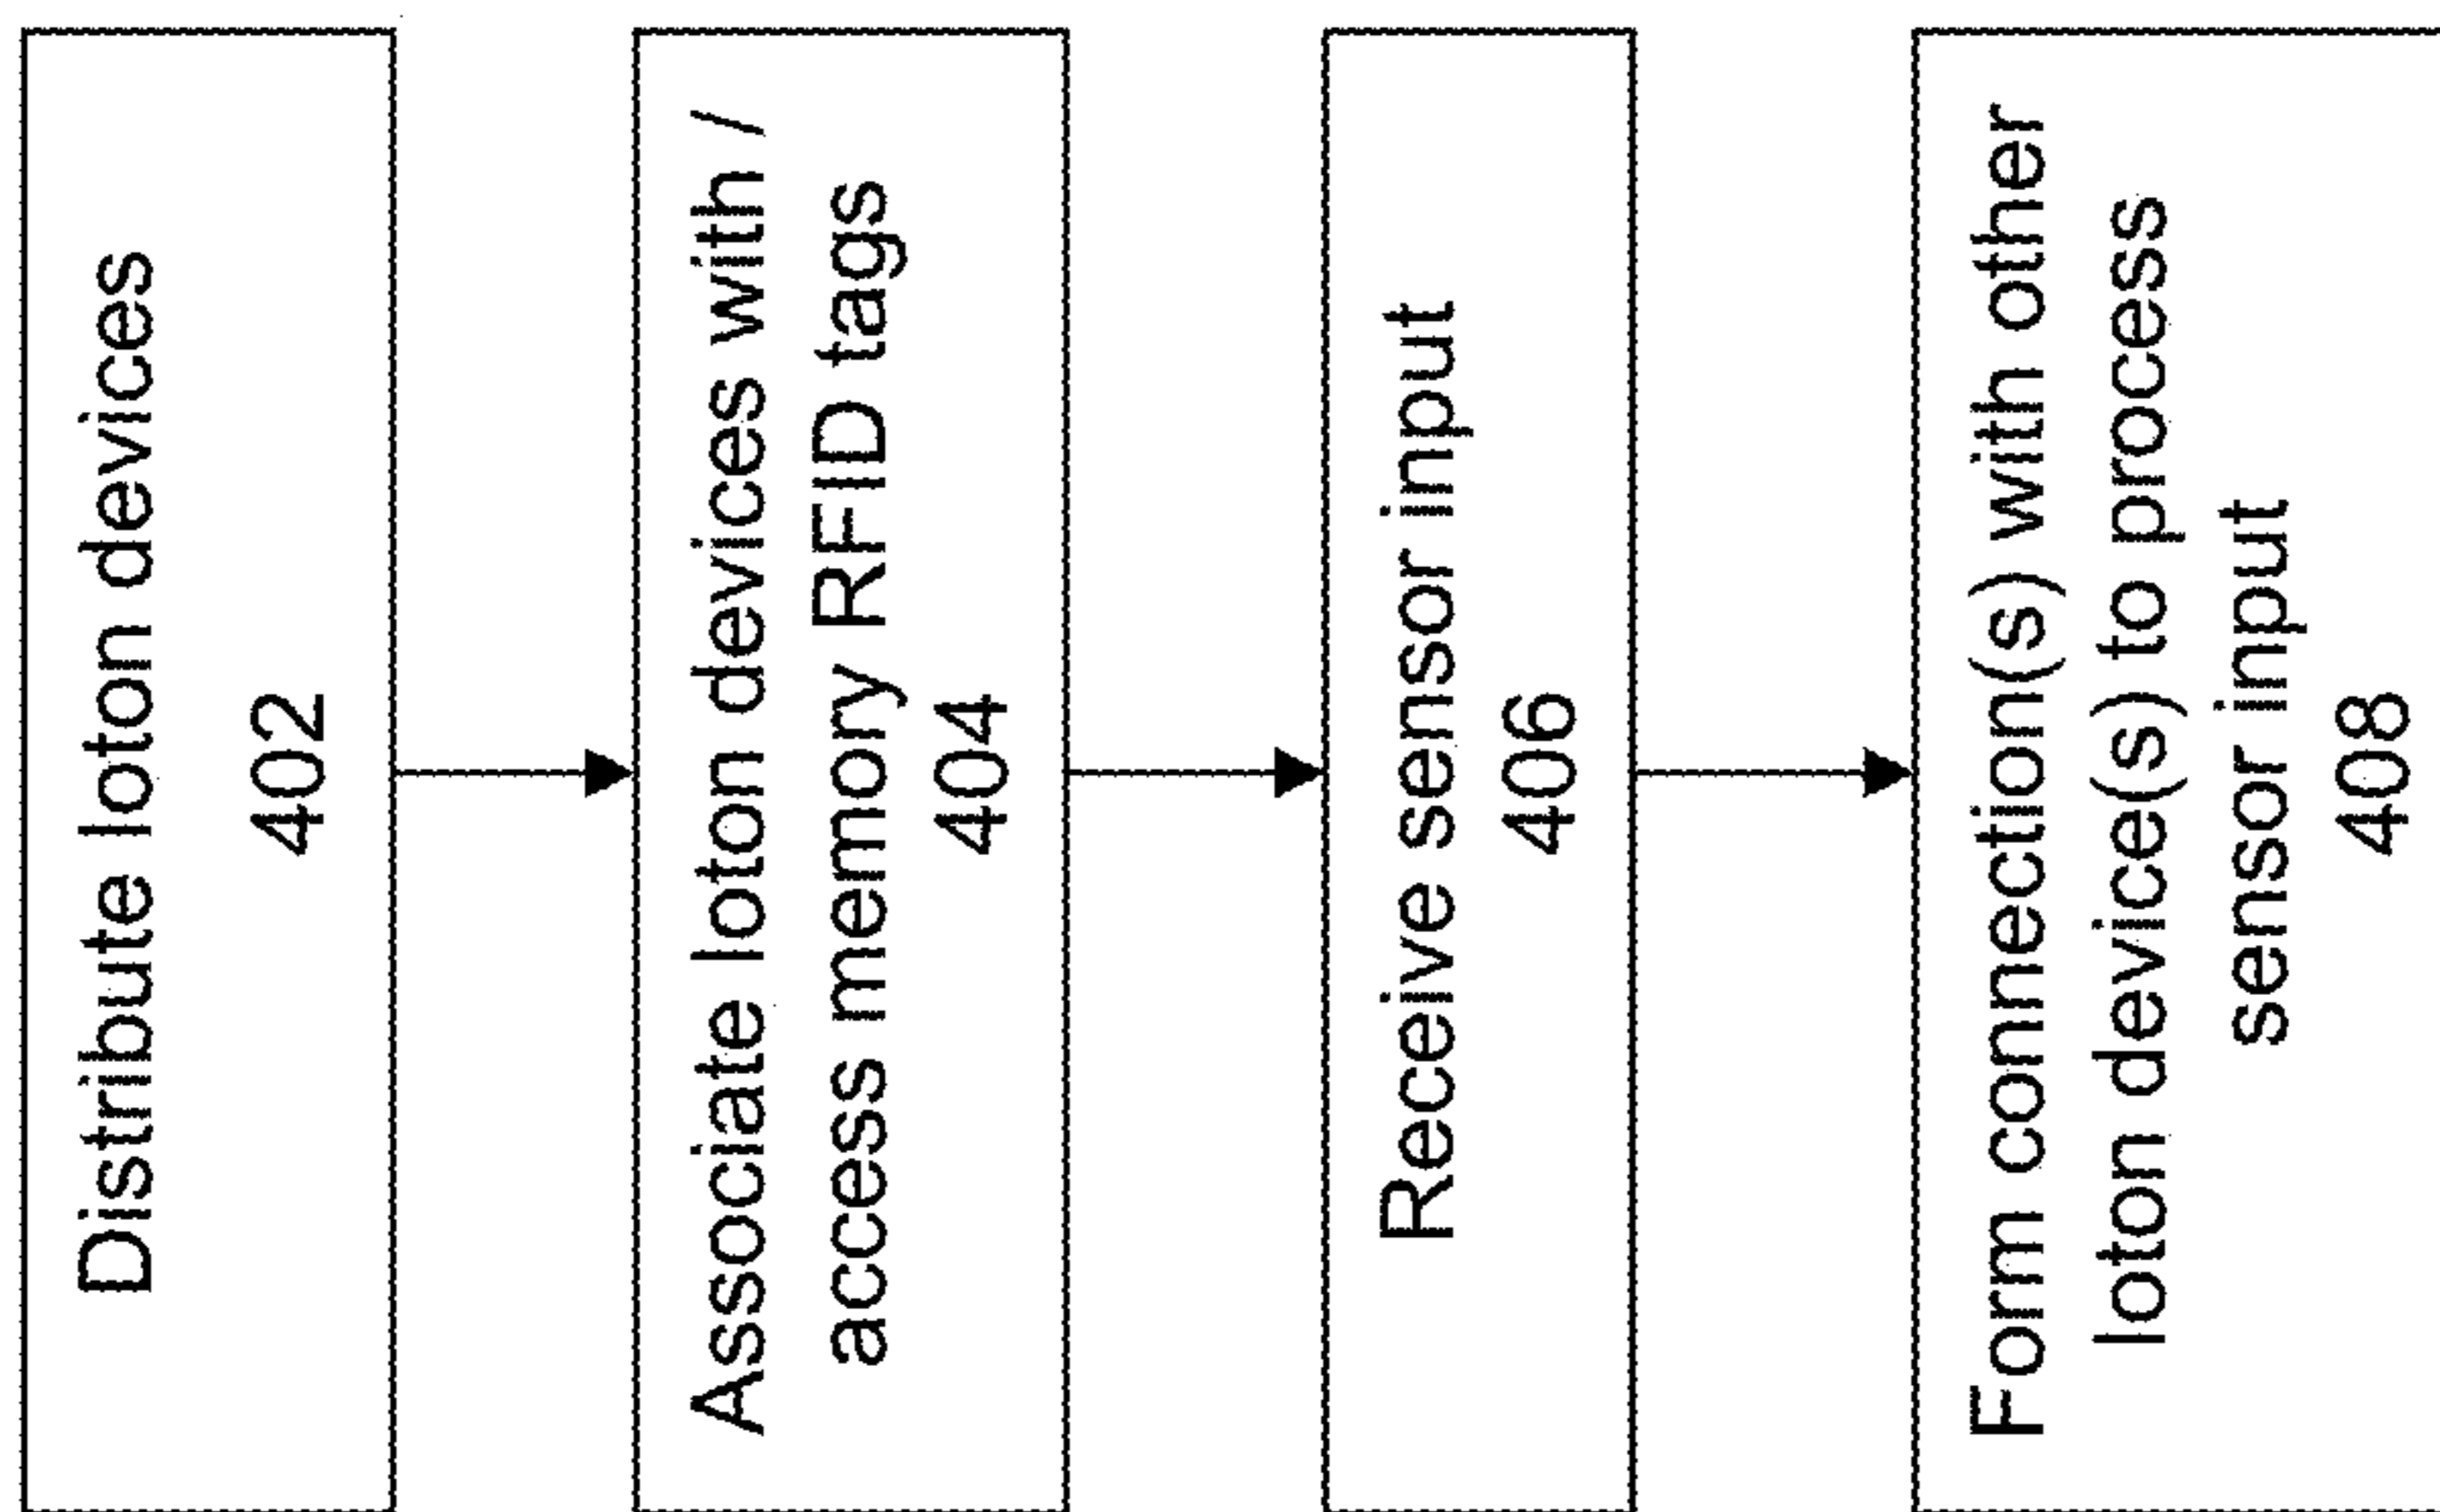 Distribute Ioton devices
402
Associate Ioton devices with /
access memory RFID tags
404
Receive sensor input
406
Form connection(s) with other
Ioton device(s) to process
sensor input
408